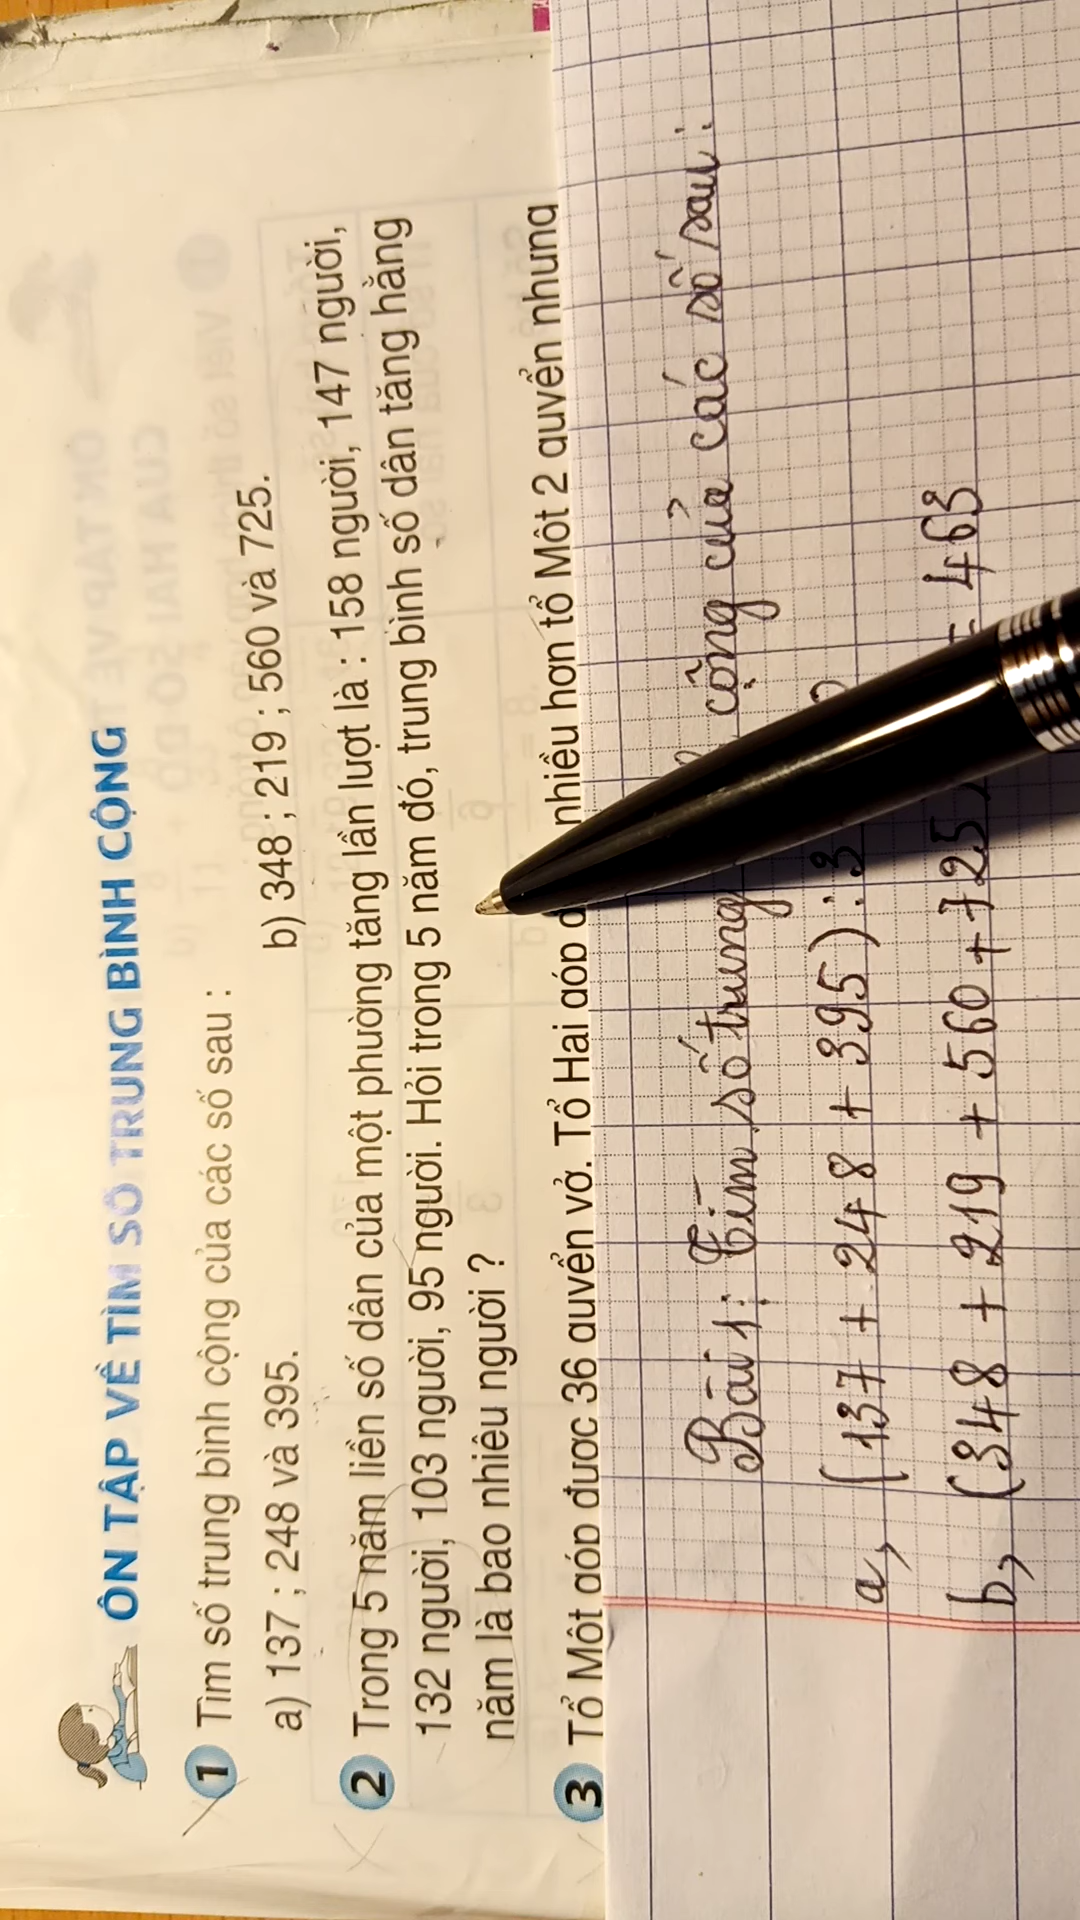 ÔN TẬP VỀ TÌM SỐ TRUNG BÌNH CỘNG
1 Tìm số trung bình cộng của các số sau :
a) 137 ; 248 và 395. b) 348 ; 219 ; 560 và 725.
2 Trong 5 năm liền số dân của một phường tăng lần lượt là : 158 người, 147 người,
132 người, 103 người, 95 người. Hỏi trong 5 năm đó, trung bình số dân tăng hằng
năm là bao nhiêu người ?
3 Tổ Một góp được 36 quyển vở. Tổ Hai góp nhiều hơn tổ Một 2 quyển nhưng
Bài 1: Tìm số trung cộng của các số sau :
a, (137 + 248 + 395) : 3
b, (348 + 219 + 560 + 725 = 463